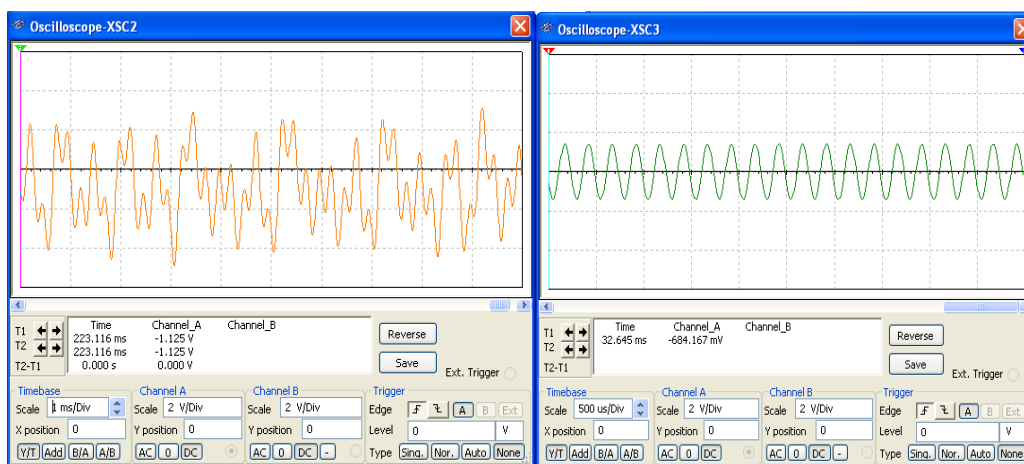 Oscilloscope-XSC2
T1
T2
T2-T1
Time Channel_A Channel_B
223.116 ms -1.125 V
223.116 ms -1.125 V
0.000 s 0.000 V
Reverse
Save
Ext. Trigger
Timebase
Scale 1 ms/Div
X position 0
Y/T Add B/A A/B
Channel A
Scale 2 V/Div
Y position 0
AC 0 DC
Channel B
Scale 2 V/Div
Y position 0
AC 0 DC -
Trigger
Edge A B Ext
Level 0 V
Type Sing. Nor. Auto None
Oscilloscope-XSC3
T1
T2
T2-T1
Time Channel_A Channel_B
32.645 ms -684.167 mV
Reverse
Save
Ext. Trigger
Timebase
Scale 500 us/Div
X position 0
Y/T Add B/A A/B
Channel A
Scale 2 V/Div
Y position 0
AC 0 DC
Channel B
Scale 2 V/Div
Y position 0
AC 0 DC -
Trigger
Edge A B Ext
Level 0 V
Type Sing. Nor. Auto None